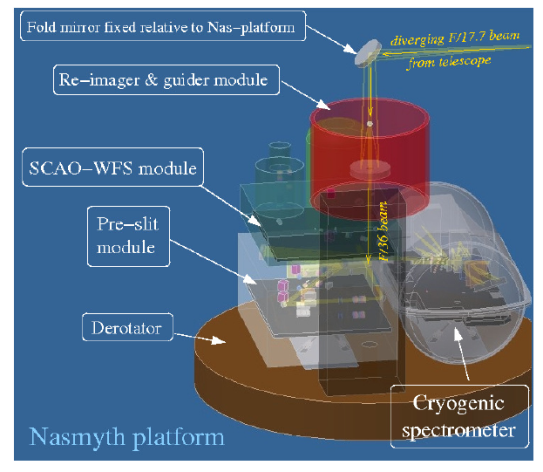 Fold mirror fixed relative to Nas-platform
diverging F/17.7 beam
from telescope
Re-imager & guider module
SCAO-WFS module
Pre-slit
module
F/36 beam
Derotator
Cryogenic
spectrometer
Nasmyth platform